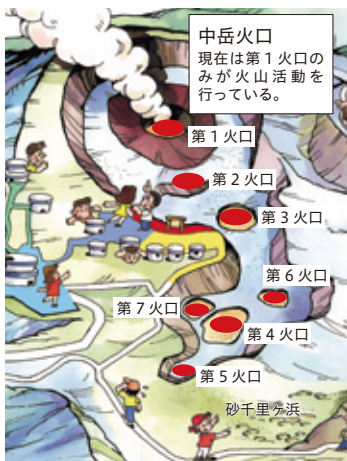 中岳火口
現在は第1火口の
みが火山活動を
行っている。
第1火口
第2火口
第3火口
第6火口
第7火口
第4火口
第5火口
砂千里ヶ浜